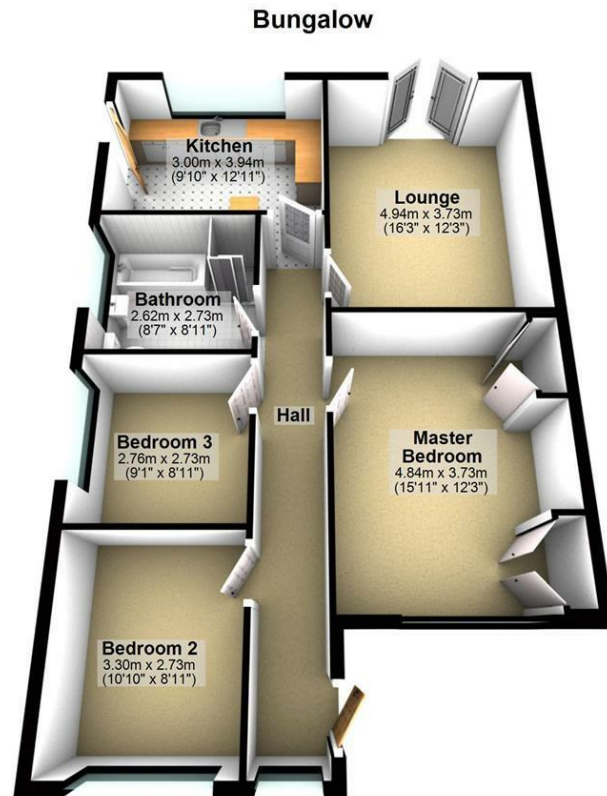 Bungalow
Kitchen
3.00m x 3.94m
(9'10" x 12'11")
Lounge
4.94m x 3.73m
(16'3" x 12'3")
Bathroom
2.62m x 2.73m
(8'7" x 8'11")
Hall
Bedroom 3
2.76m x 2.73m
(9'1" x 8'11")
Master
Bedroom
4.84m x 3.73m
(15'11" x 12'3")
Bedroom 2
3.30m x 2.73m
(10'10" x 8'11")